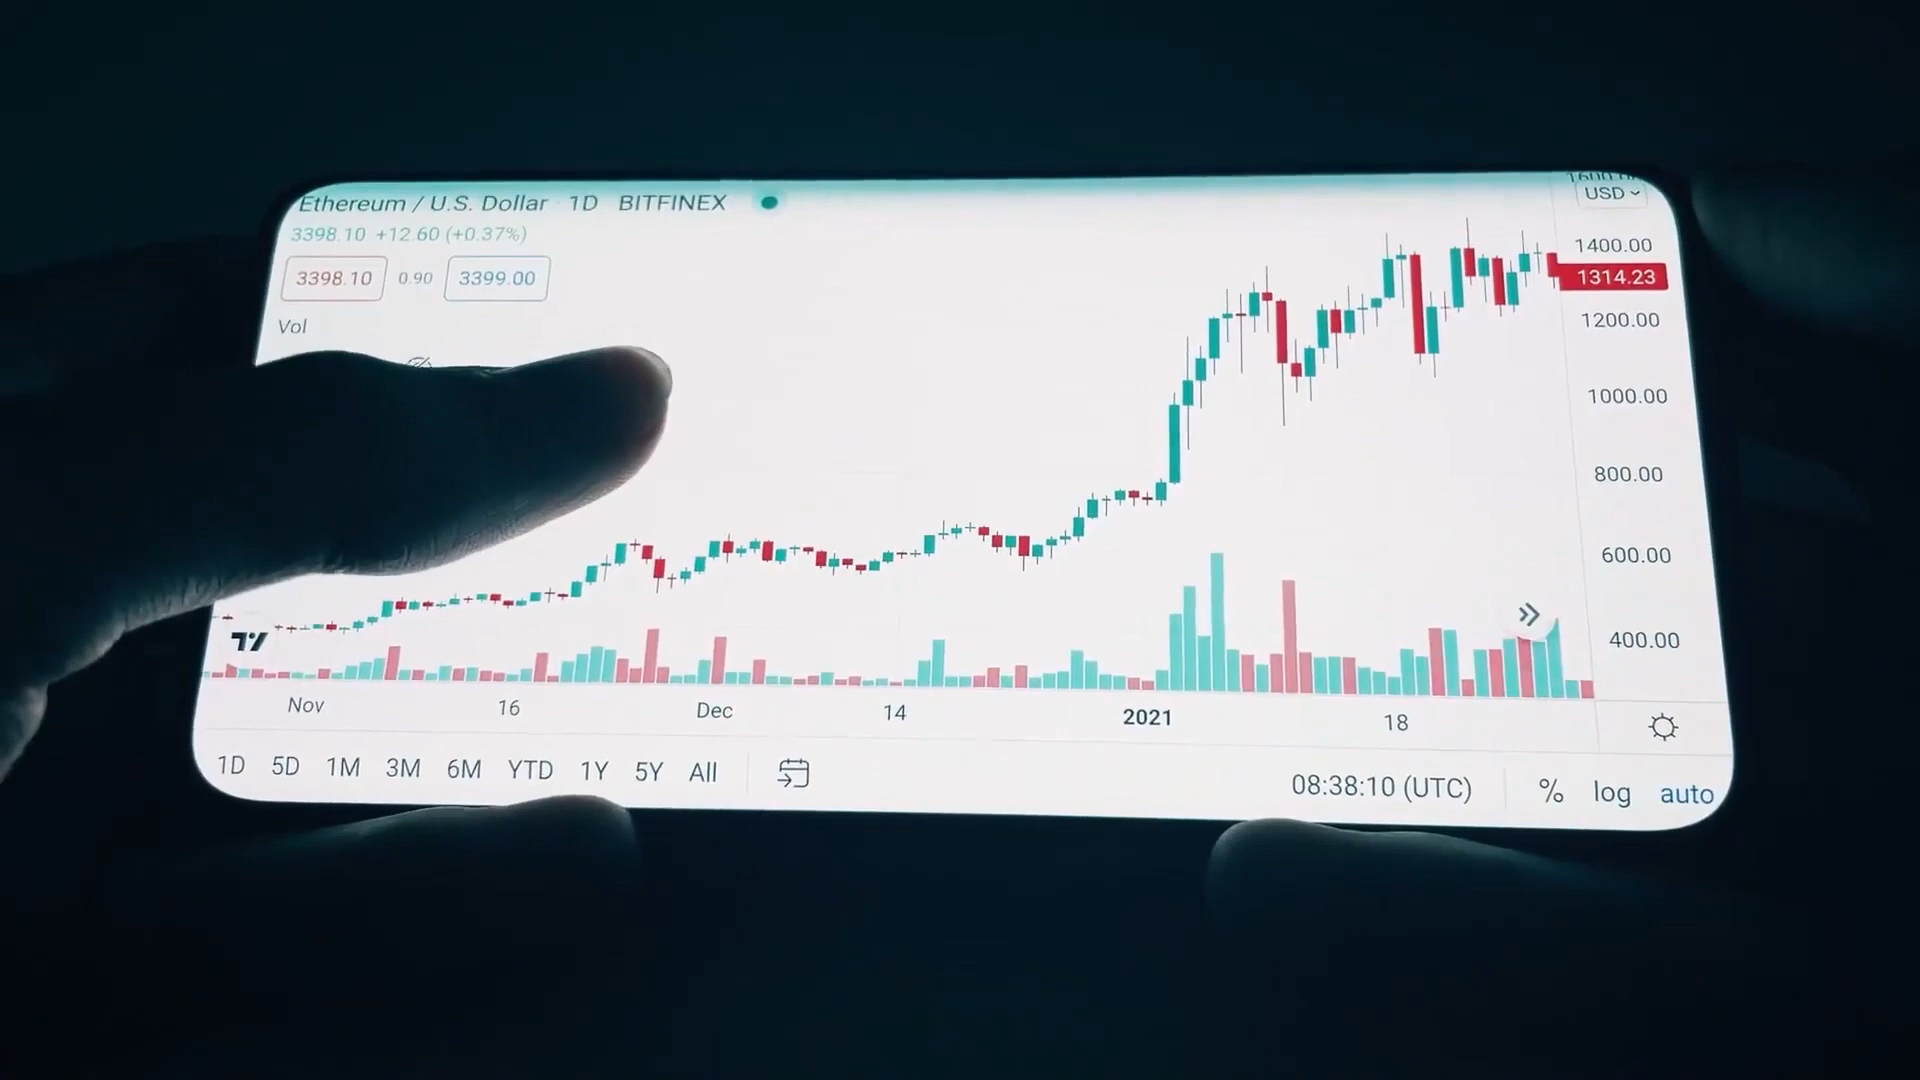 Ethereum / U.S. Dollar 1D BITFINEX
3398.10 +12.60 (+0.37%)
3398.10 0.90 3399.00
Vol
USD
1400.00
1314.23
1200.00
1000.00
800.00
600.00
400.00
Nov 16 Dec 14 2021 18
1D 5D 1M 3M 6M YTD 1Y 5Y All
08:38:10 (UTC) % log auto